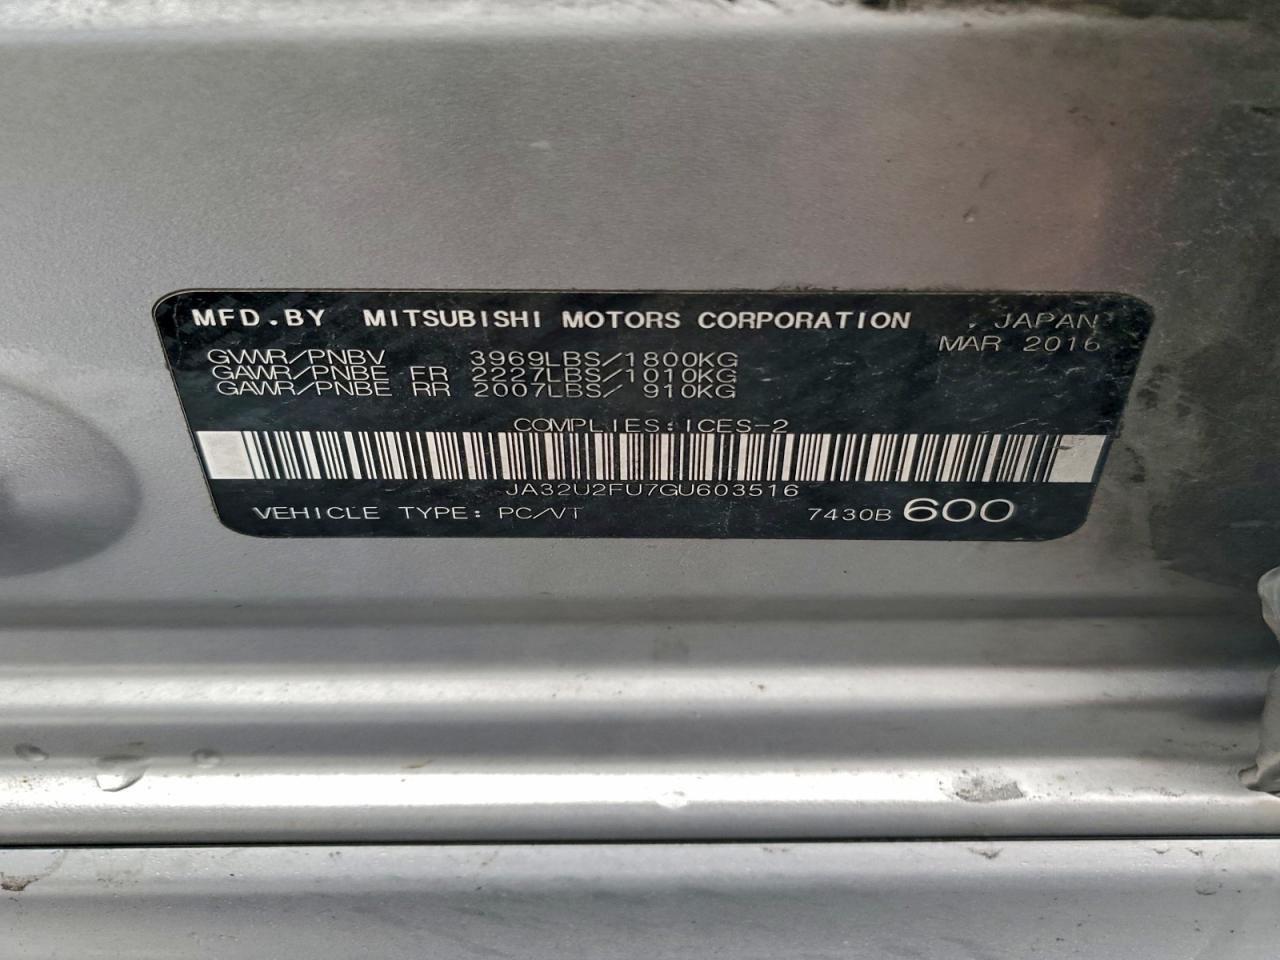 MFD.BY MITSUBISHI MOTORS CORPORATION , JAPAN
MAR 2016
GVWR/PNBV 3969LBS/1800KG
GAWR/PNBE FR 2227LBS/1010KG
GAWR/PNBE RR 2007LBS/ 910KG
COMPLIES:ICES-2
JA32U2FU7GU603516
VEHICLE TYPE: PC/VT 7430B 600